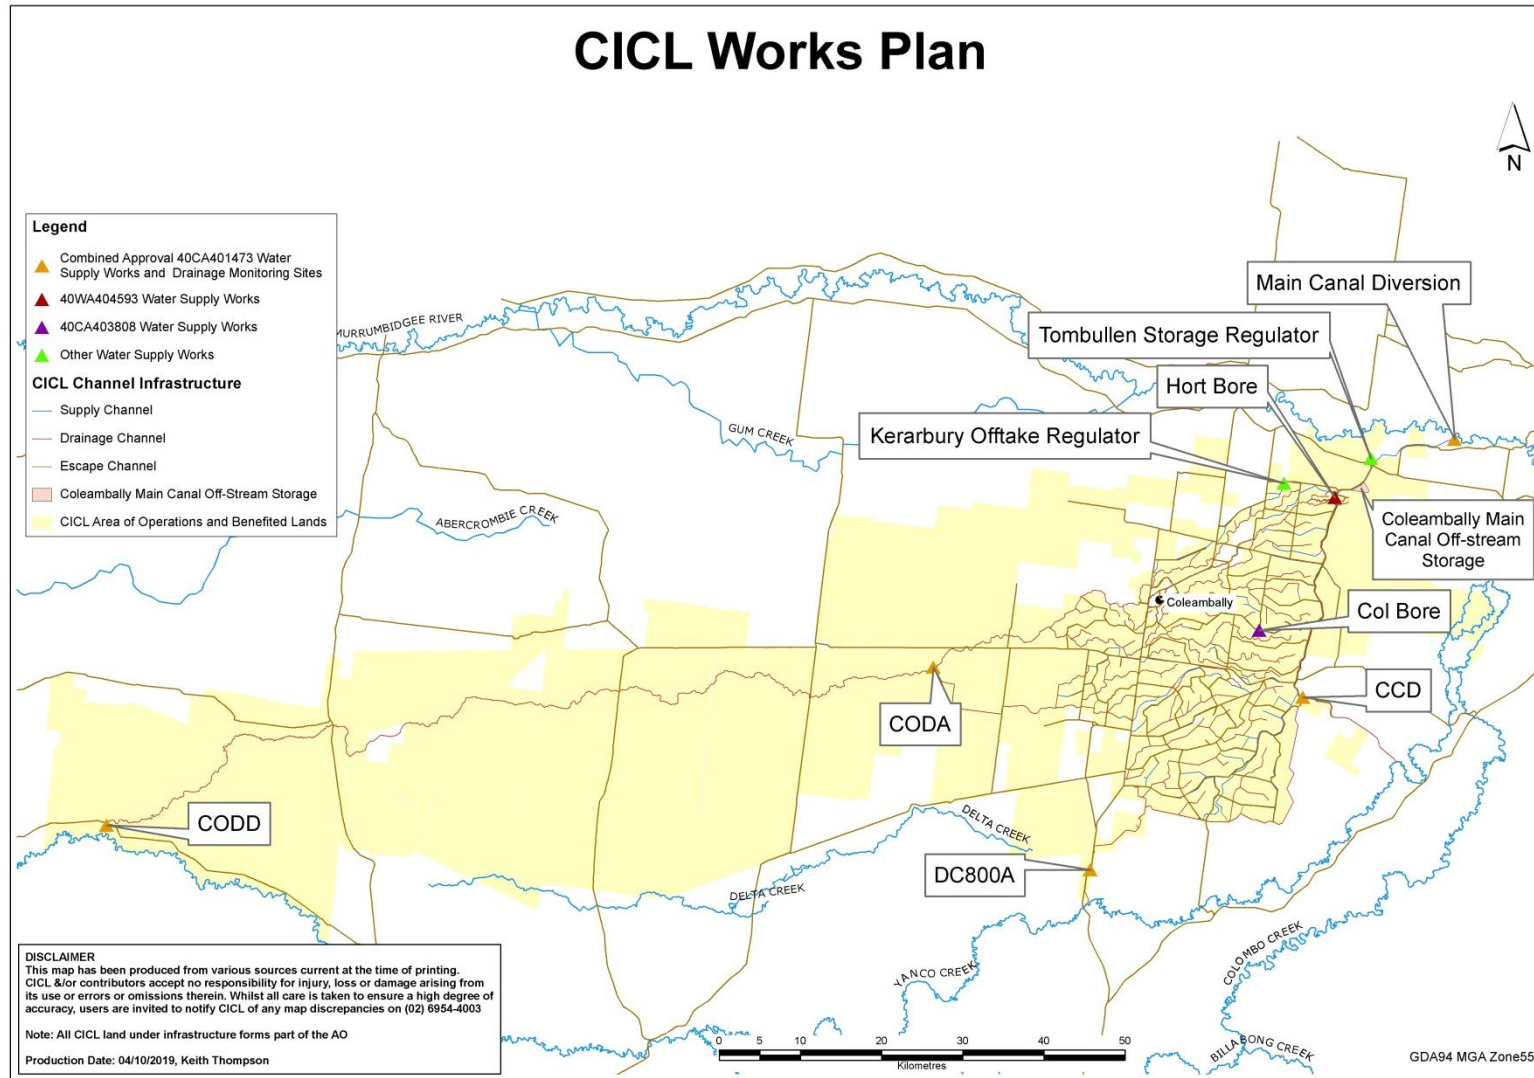 CICL Works Plan
N
Legend
Combined Approval 40CA401473 Water
Supply Works and Drainage Monitoring Sites
40WA404593 Water Supply Works
40CA403808 Water Supply Works
Other Water Supply Works
CICL Channel Infrastructure
Supply Channel
Drainage Channel
Escape Channel
Coleambally Main Canal Off-Stream Storage
CICL Area of Operations and Benefited Lands
MURRUMBIDGEE RIVER
Main Canal Diversion
Tombullen Storage Regulator
Hort Bore
Kerarbury Offtake Regulator
GUM CREEK
ABERCROMBIE CREEK
Coleambally Main
Canal Off-stream
Storage
Coleambally
Col Bore
CCD
CODA
CODD
DELTA CREEK
DC800A
DELTA CREEK
YANCO CREEK
COLOMBO CREEK
BILLABONG CREEK
DISCLAIMER
This map has been produced from various sources current at the time of printing.
CICL &/or contributors accept no responsibility for injury, loss or damage arising from
its use or errors or omissions therein. Whilst all care is taken to ensure a high degree of
accuracy, users are invited to notify CICL of any map discrepancies on (02) 6954-4003
Note: All CICL land under infrastructure forms part of the AO
Production Date: 04/10/2019, Keith Thompson
0 5 10 20 30 40 50
Kilometres
GDA94 MGA Zone55